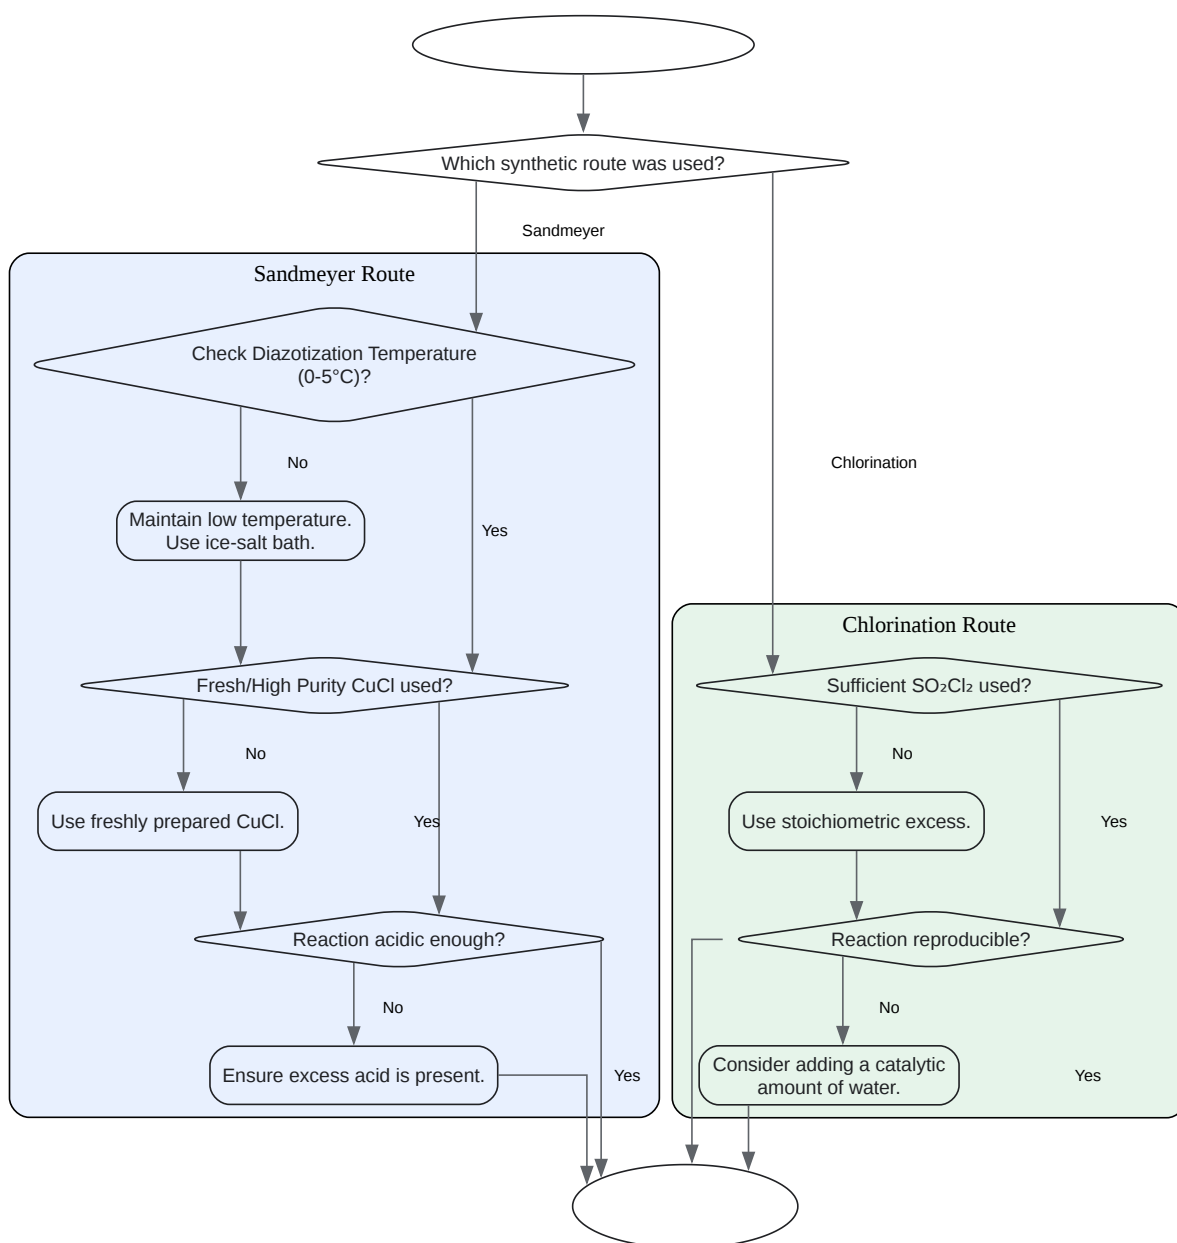 Which synthetic route was used?
Sandmeyer
Sandmeyer Route
Check Diazotization Temperature
(0-5°C)?
No
Chlorination
Maintain low temperature.
Use ice-salt bath.
Yes
Chlorination Route
Fresh/High Purity CuCl used?
Sufficient SO₂Cl₂ used?
No
No
Use freshly prepared CuCl.
Yes
Use stoichiometric excess.
Yes
Reaction acidic enough?
Reaction reproducible?
No
No
Ensure excess acid is present.
Yes
Consider adding a catalytic
amount of water.
Yes